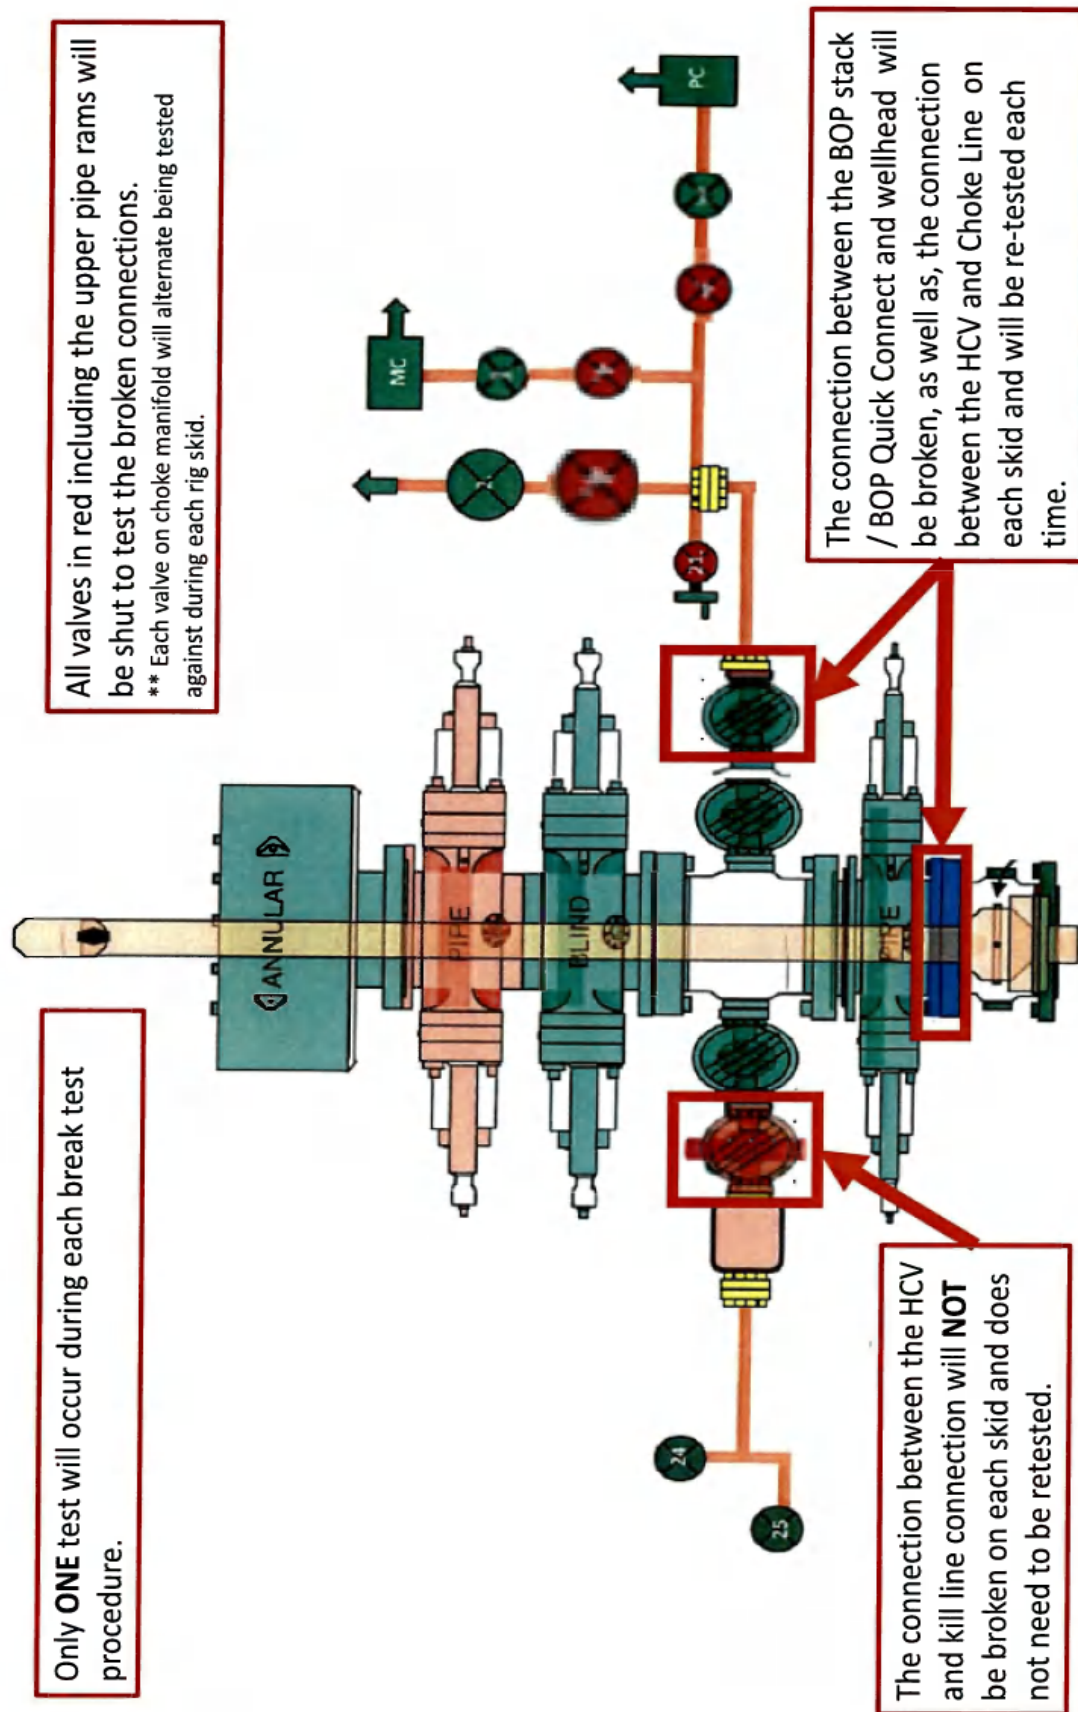 Only ONE test will occur during each break test
procedure.
All valves in red including the upper pipe rams will
be shut to test the broken connections.
** Each valve on choke manifold will alternate being tested
against during each rig skid.
ANNULAR
PIPE
BLIND
PIPE
24
25
21.
MC
PC
The connection between the HCV
and kill line connection will NOT
be broken on each skid and does
not need to be retested.
The connection between the BOP stack
/ BOP Quick Connect and wellhead will
be broken, as well as, the connection
between the HCV and Choke Line on
each skid and will be re-tested each
time.